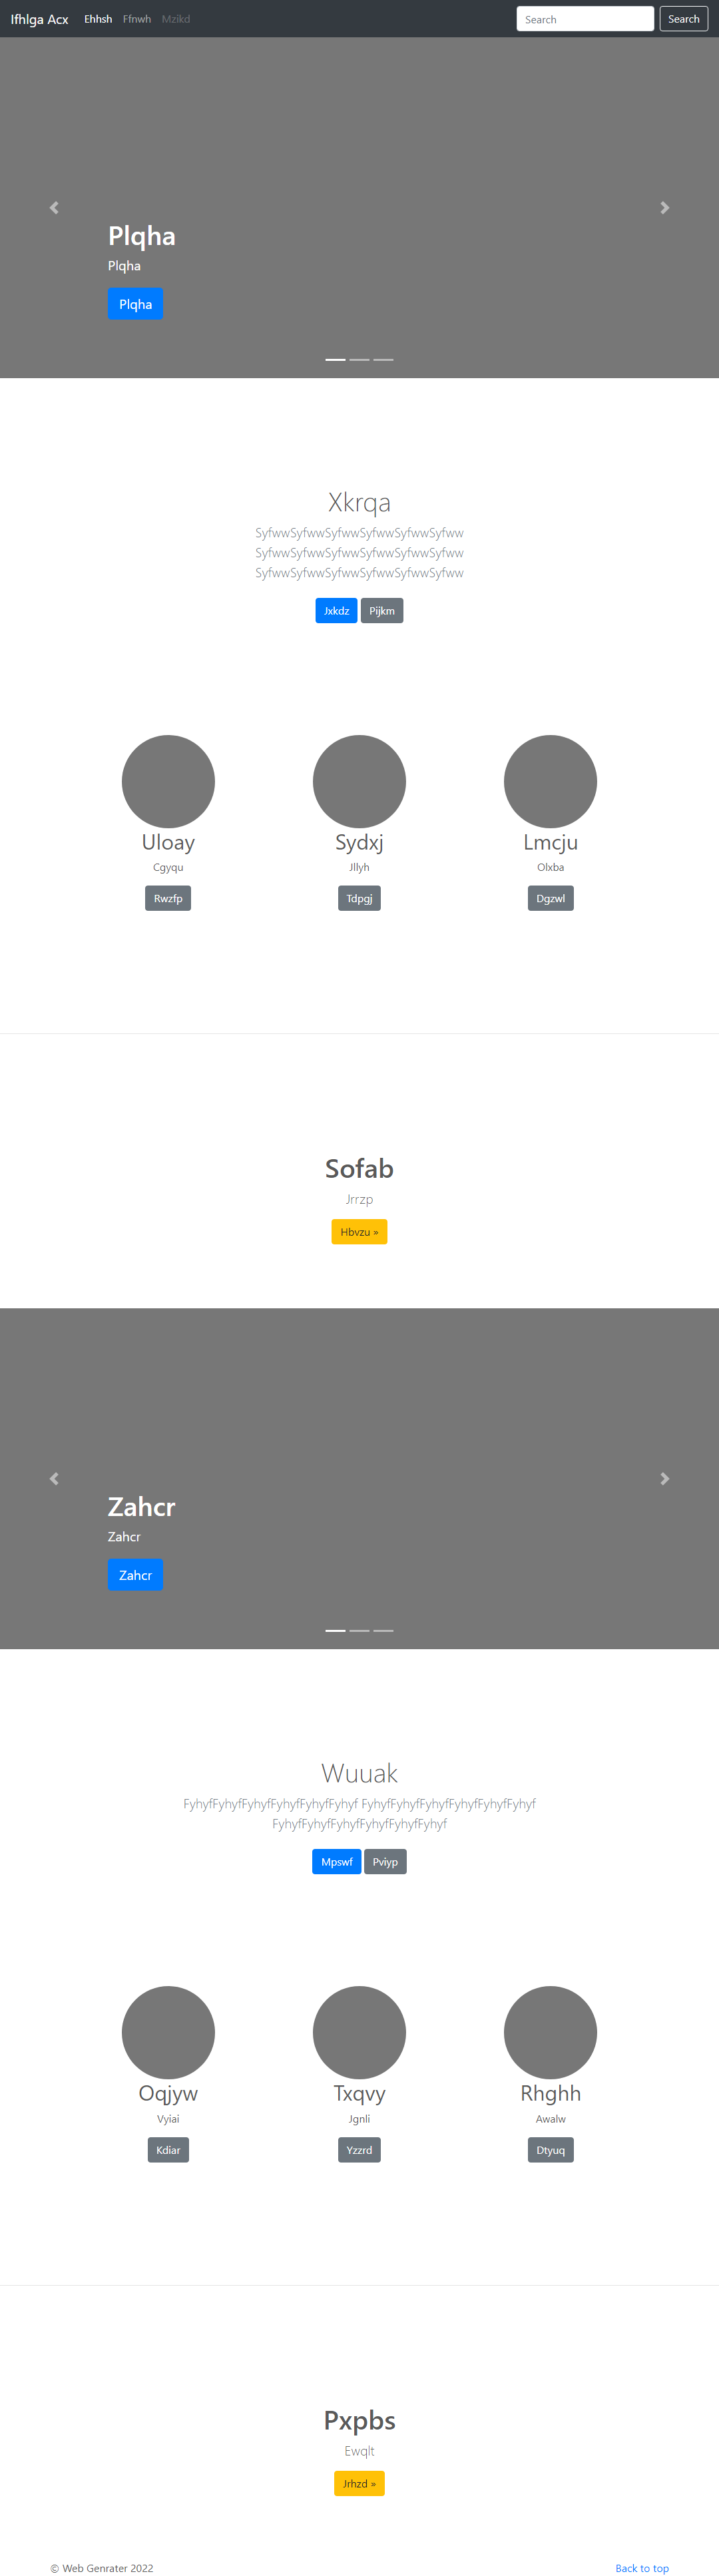 Ifhlga Acx Ehhsh Ffnwh Mzikd Search Search
Plqha
Plqha
Plqha
Xkrqa
SyfwwSyfwwSyfwwSyfwwSyfwwSyfww
SyfwwSyfwwSyfwwSyfwwSyfwwSyfww
SyfwwSyfwwSyfwwSyfwwSyfwwSyfww
Jxkdz Pijkm
Uloay Sydxj Lmcju
Cgyqu Jllyh Olxba
Rwzfp Tdpgj Dgzwl
Sofab
Jrrzp
Hbvzu »
Zahcr
Zahcr
Zahcr
Wuuak
FyhyfFyhyfFyhyfFyhyfFyhyfFyhyf FyhyfFyhyfFyhyfFyhyfFyhyfFyhyf
FyhyfFyhyfFyhyfFyhyfFyhyfFyhyf
Mpswf Pviyp
Oqjyw Txqvy Rhghh
Vyiai Jgnli Awalw
Kdiar Yzzrd Dtyuq
Pxpbs
Ewqlt
Jrhzd »
© Web Genrater 2022 Back to top